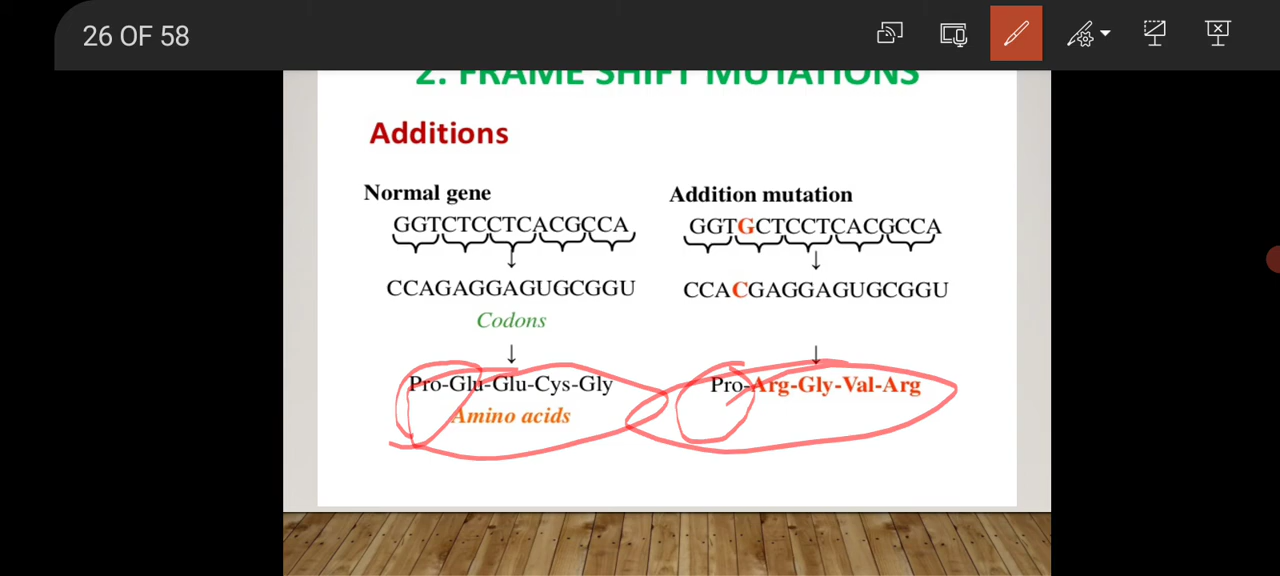 26 OF 58
2. FRAME SHIFT MUTATIONS
Additions
Normal gene
GGTCTCCTCACGCCA
CCAGAGGAGUGCGGU
Codons
Pro-Glu-Glu-Cys-Gly
Amino acids
Addition mutation
GGTGCTCCTCACGCCA
CCACGAGGAGUGCGGU
Pro-Arg-Gly-Val-Arg